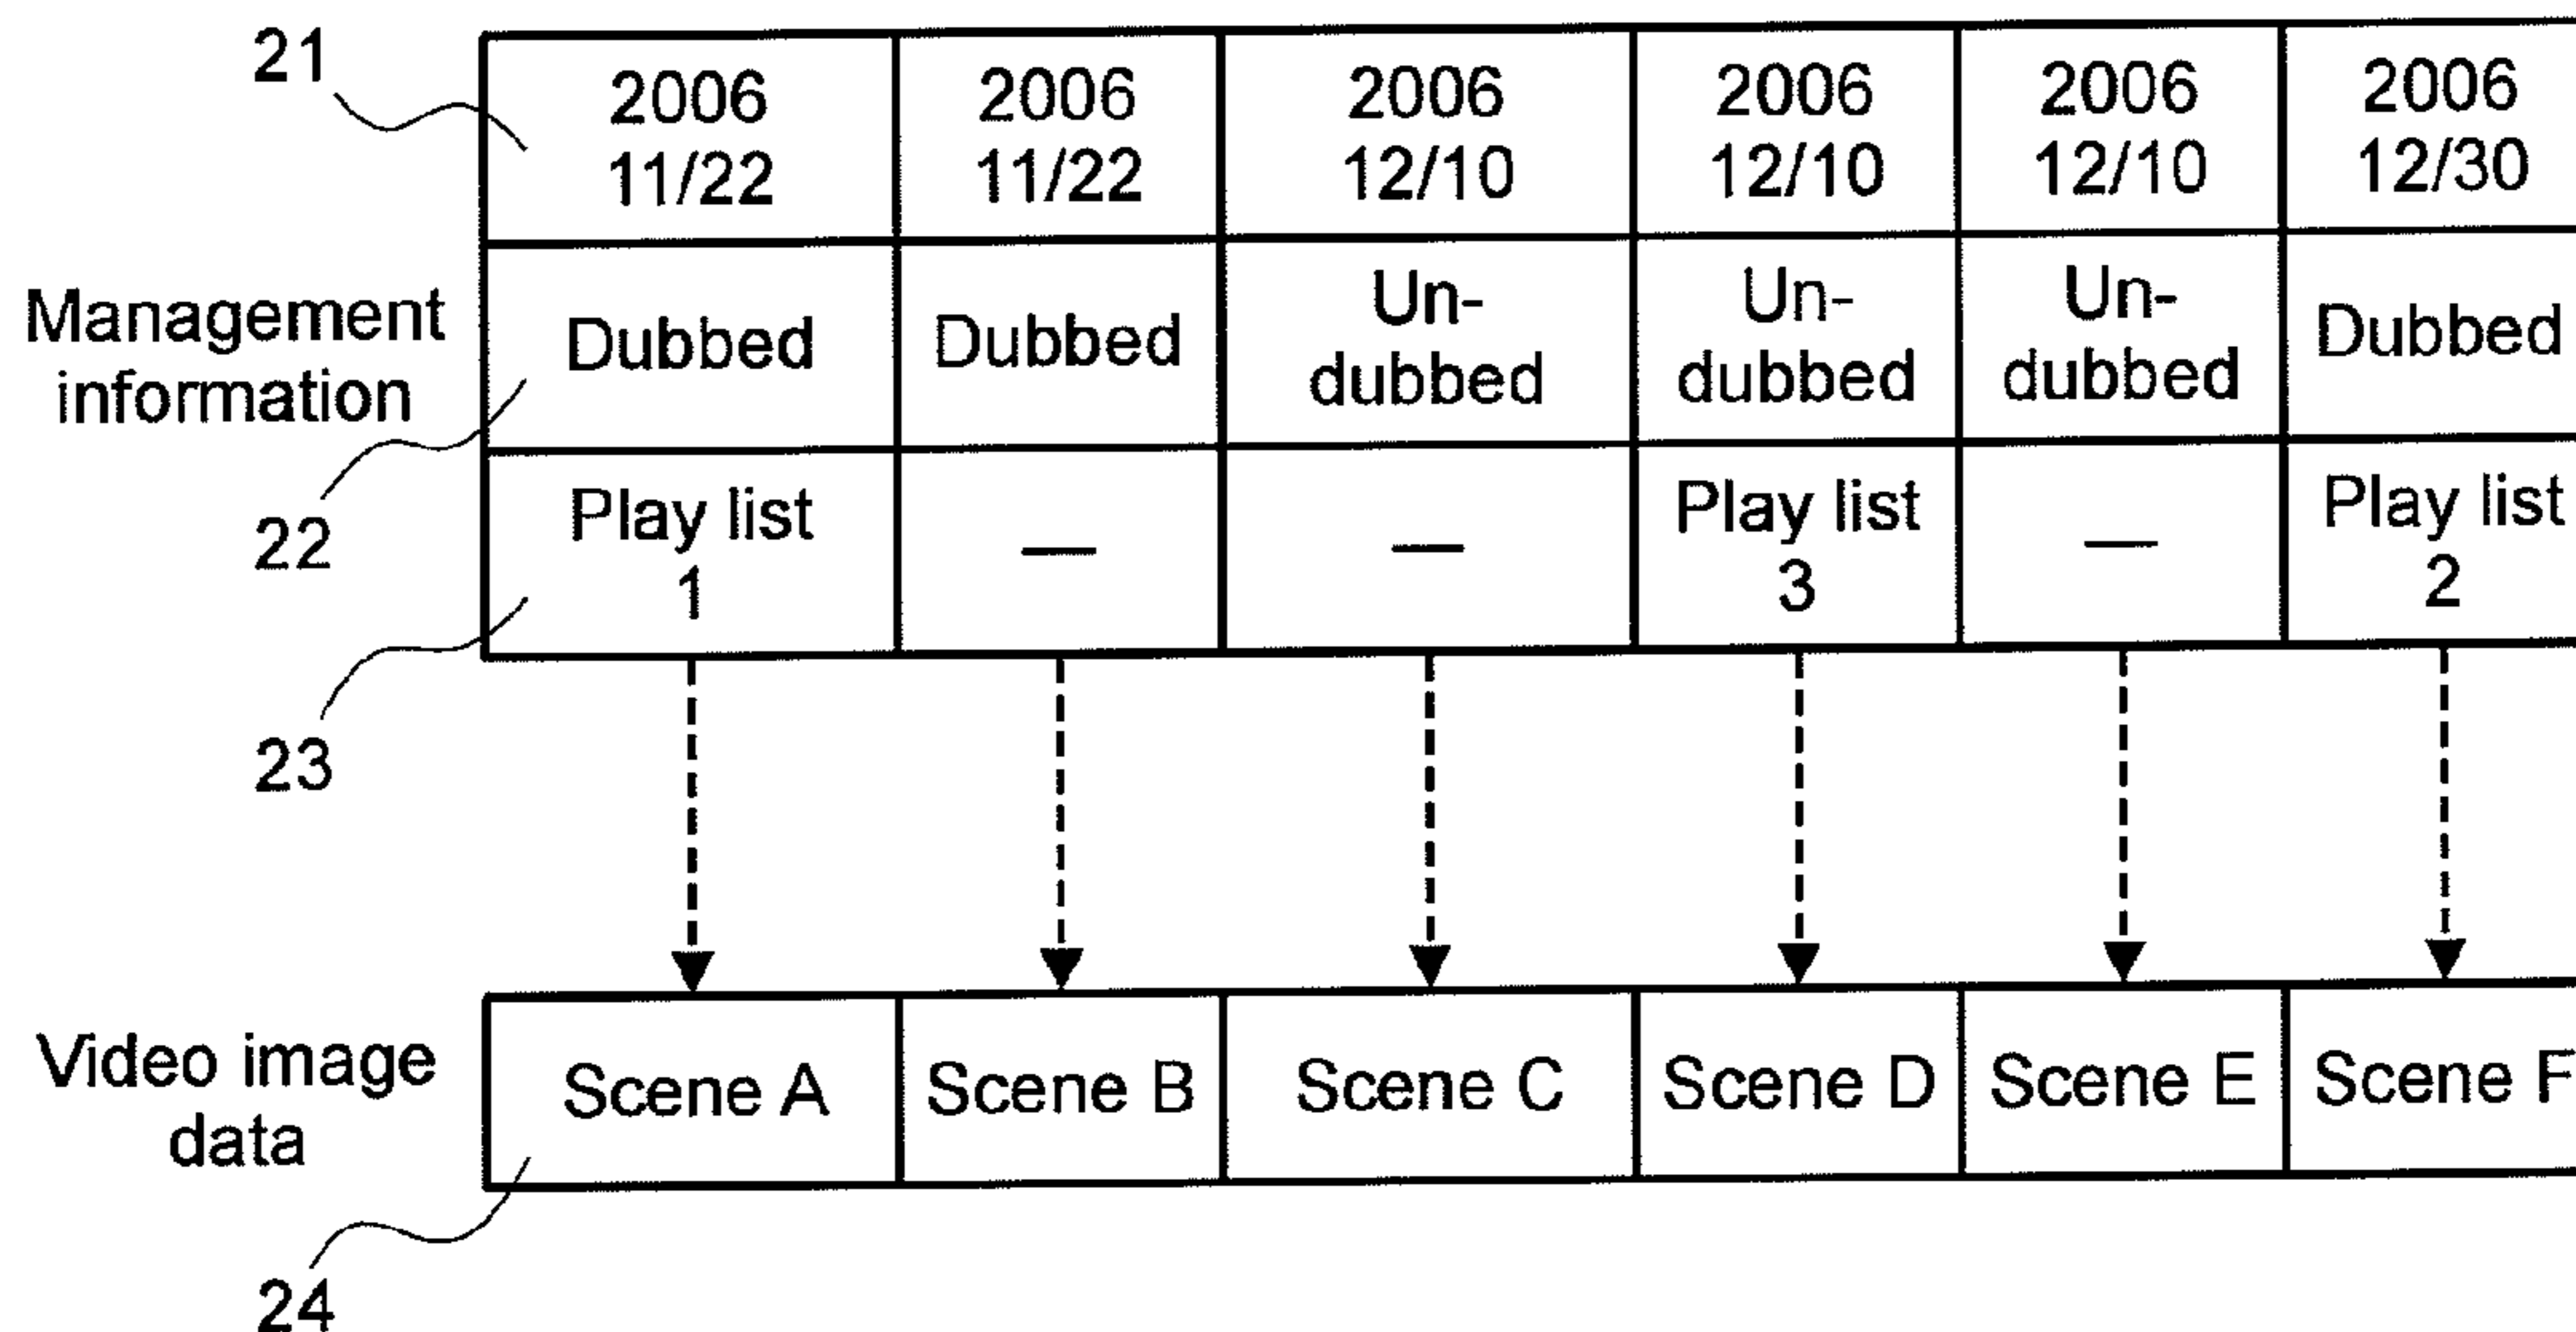 21
2006 2006 2006 2006 2006 2006
11/22 11/22 12/10 12/10 12/10 12/30
Management
information
Dubbed Dubbed Un- Un- Un- Dubbed
dubbed dubbed dubbed
22
Play list — — Play list — Play list
1 3 2
23
Video image
data
Scene A Scene B Scene C Scene D Scene E Scene F
24